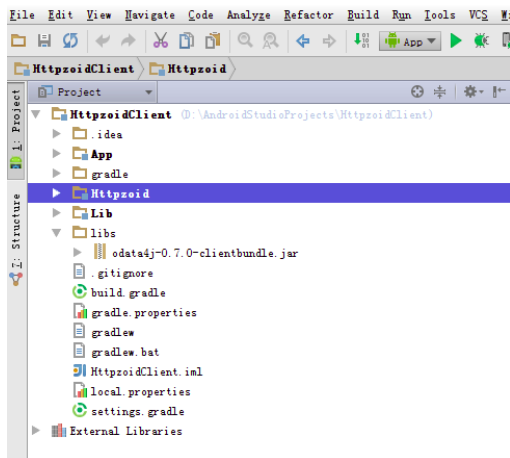 File Edit View Navigate Code Analyze Refactor Build Run Tools VCS
App
HttpzoidClient Httpzoid
Project
1: Project
HttpzoidClient (D:\AndroidStudioProjects\HttpzoidClient)
.idea
App
gradle
Httpzoid
Lib
7: Structure
libs
odata4j-0.7.0-clientbundle.jar
.gitignore
build.gradle
gradle.properties
gradlew
gradlew.bat
HttpzoidClient.iml
local.properties
settings.gradle
External Libraries